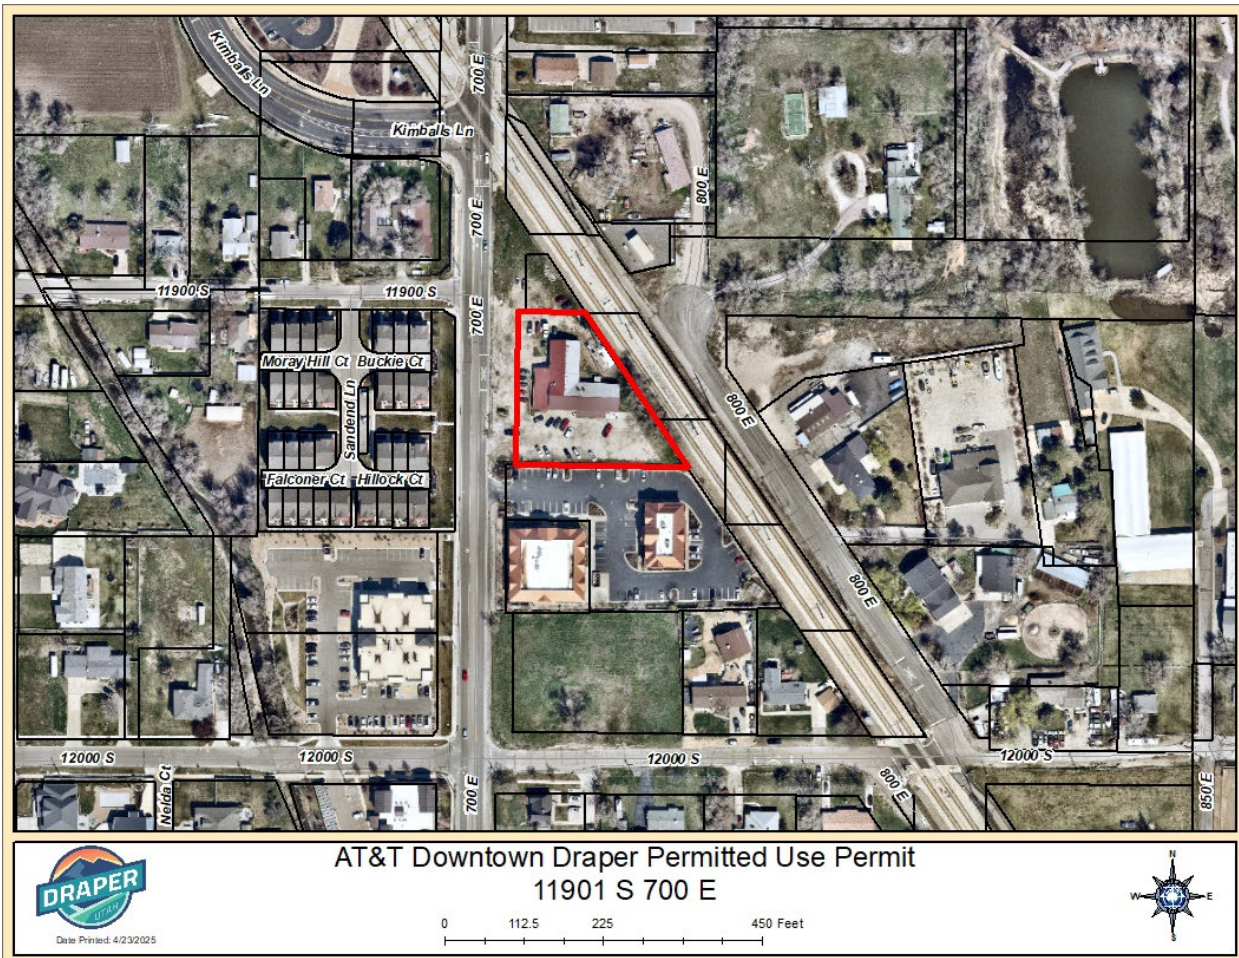 Kimballs Ln
700 E
Kimballs Ln
800 E
700 E
11900 S
11900 S
700 E
Moray Hill Ct
Buckie Ct
Sandend Ln
800 E
Falconer Ct
Hillock Ct
800 E
12000 S
12000 S
12000 S
12000 S
Nelda Ct
700 E
800 E
850 E
DRAPER
UTAH
Date Printed: 4/23/2025
AT&T Downtown Draper Permitted Use Permit
11901 S 700 E
0 112.5 225 450 Feet
N
W E
S